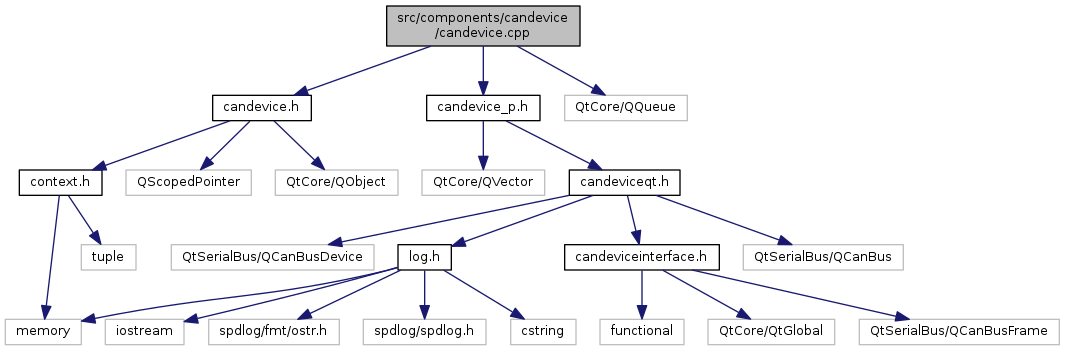 src/components/candevice
/candevice.cpp
candevice.h
candevice_p.h
QtCore/QQueue
context.h
QScopedPointer
QtCore/QObject
QtCore/QVector
candeviceqt.h
tuple
QtSerialBus/QCanBusDevice
log.h
candeviceinterface.h
QtSerialBus/QCanBus
memory
iostream
spdlog/fmt/ostr.h
spdlog/spdlog.h
cstring
functional
QtCore/QtGlobal
QtSerialBus/QCanBusFrame